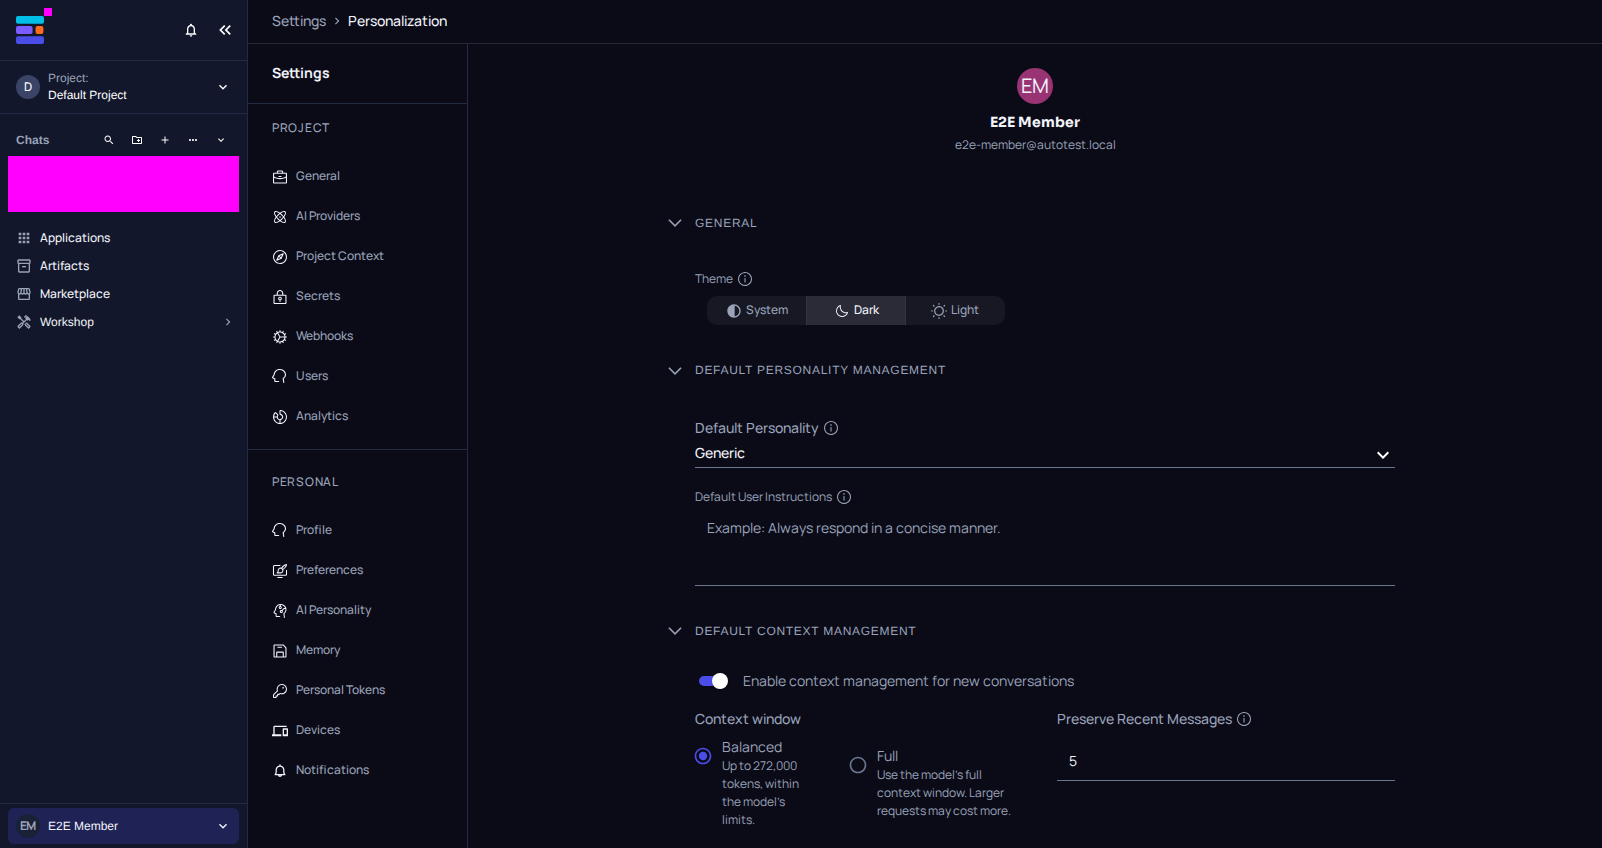 Settings › Personalization
Project:
D
Default Project
Chats
Applications
Artifacts
Marketplace
Workshop
EM
E2E Member
Settings
PROJECT
General
AI Providers
Project Context
Secrets
Webhooks
Users
Analytics
PERSONAL
Profile
Preferences
AI Personality
Memory
Personal Tokens
Devices
Notifications
EM
E2E Member
e2e-member@autotest.local
GENERAL
Theme
System
Dark
Light
DEFAULT PERSONALITY MANAGEMENT
Default Personality
Generic
Default User Instructions
Example: Always respond in a concise manner.
DEFAULT CONTEXT MANAGEMENT
Enable context management for new conversations
Context window
Balanced
Up to 272,000
tokens, within
the model's
limits.
Full
Use the model's full
context window. Larger
requests may cost more.
Preserve Recent Messages
5